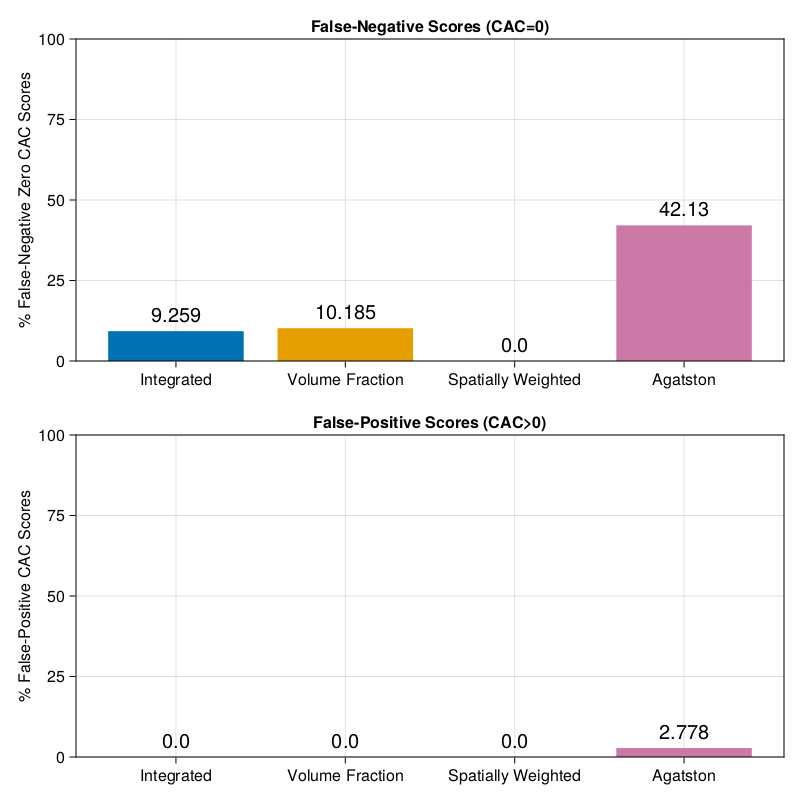 False-Negative Scores (CAC=0)
% False-Negative Zero CAC Scores
100
75
50
25
0
9.259
10.185
0.0
42.13
Integrated
Volume Fraction
Spatially Weighted
Agatston
False-Positive Scores (CAC>0)
% False-Positive CAC Scores
100
75
50
25
0
0.0
0.0
0.0
2.778
Integrated
Volume Fraction
Spatially Weighted
Agatston